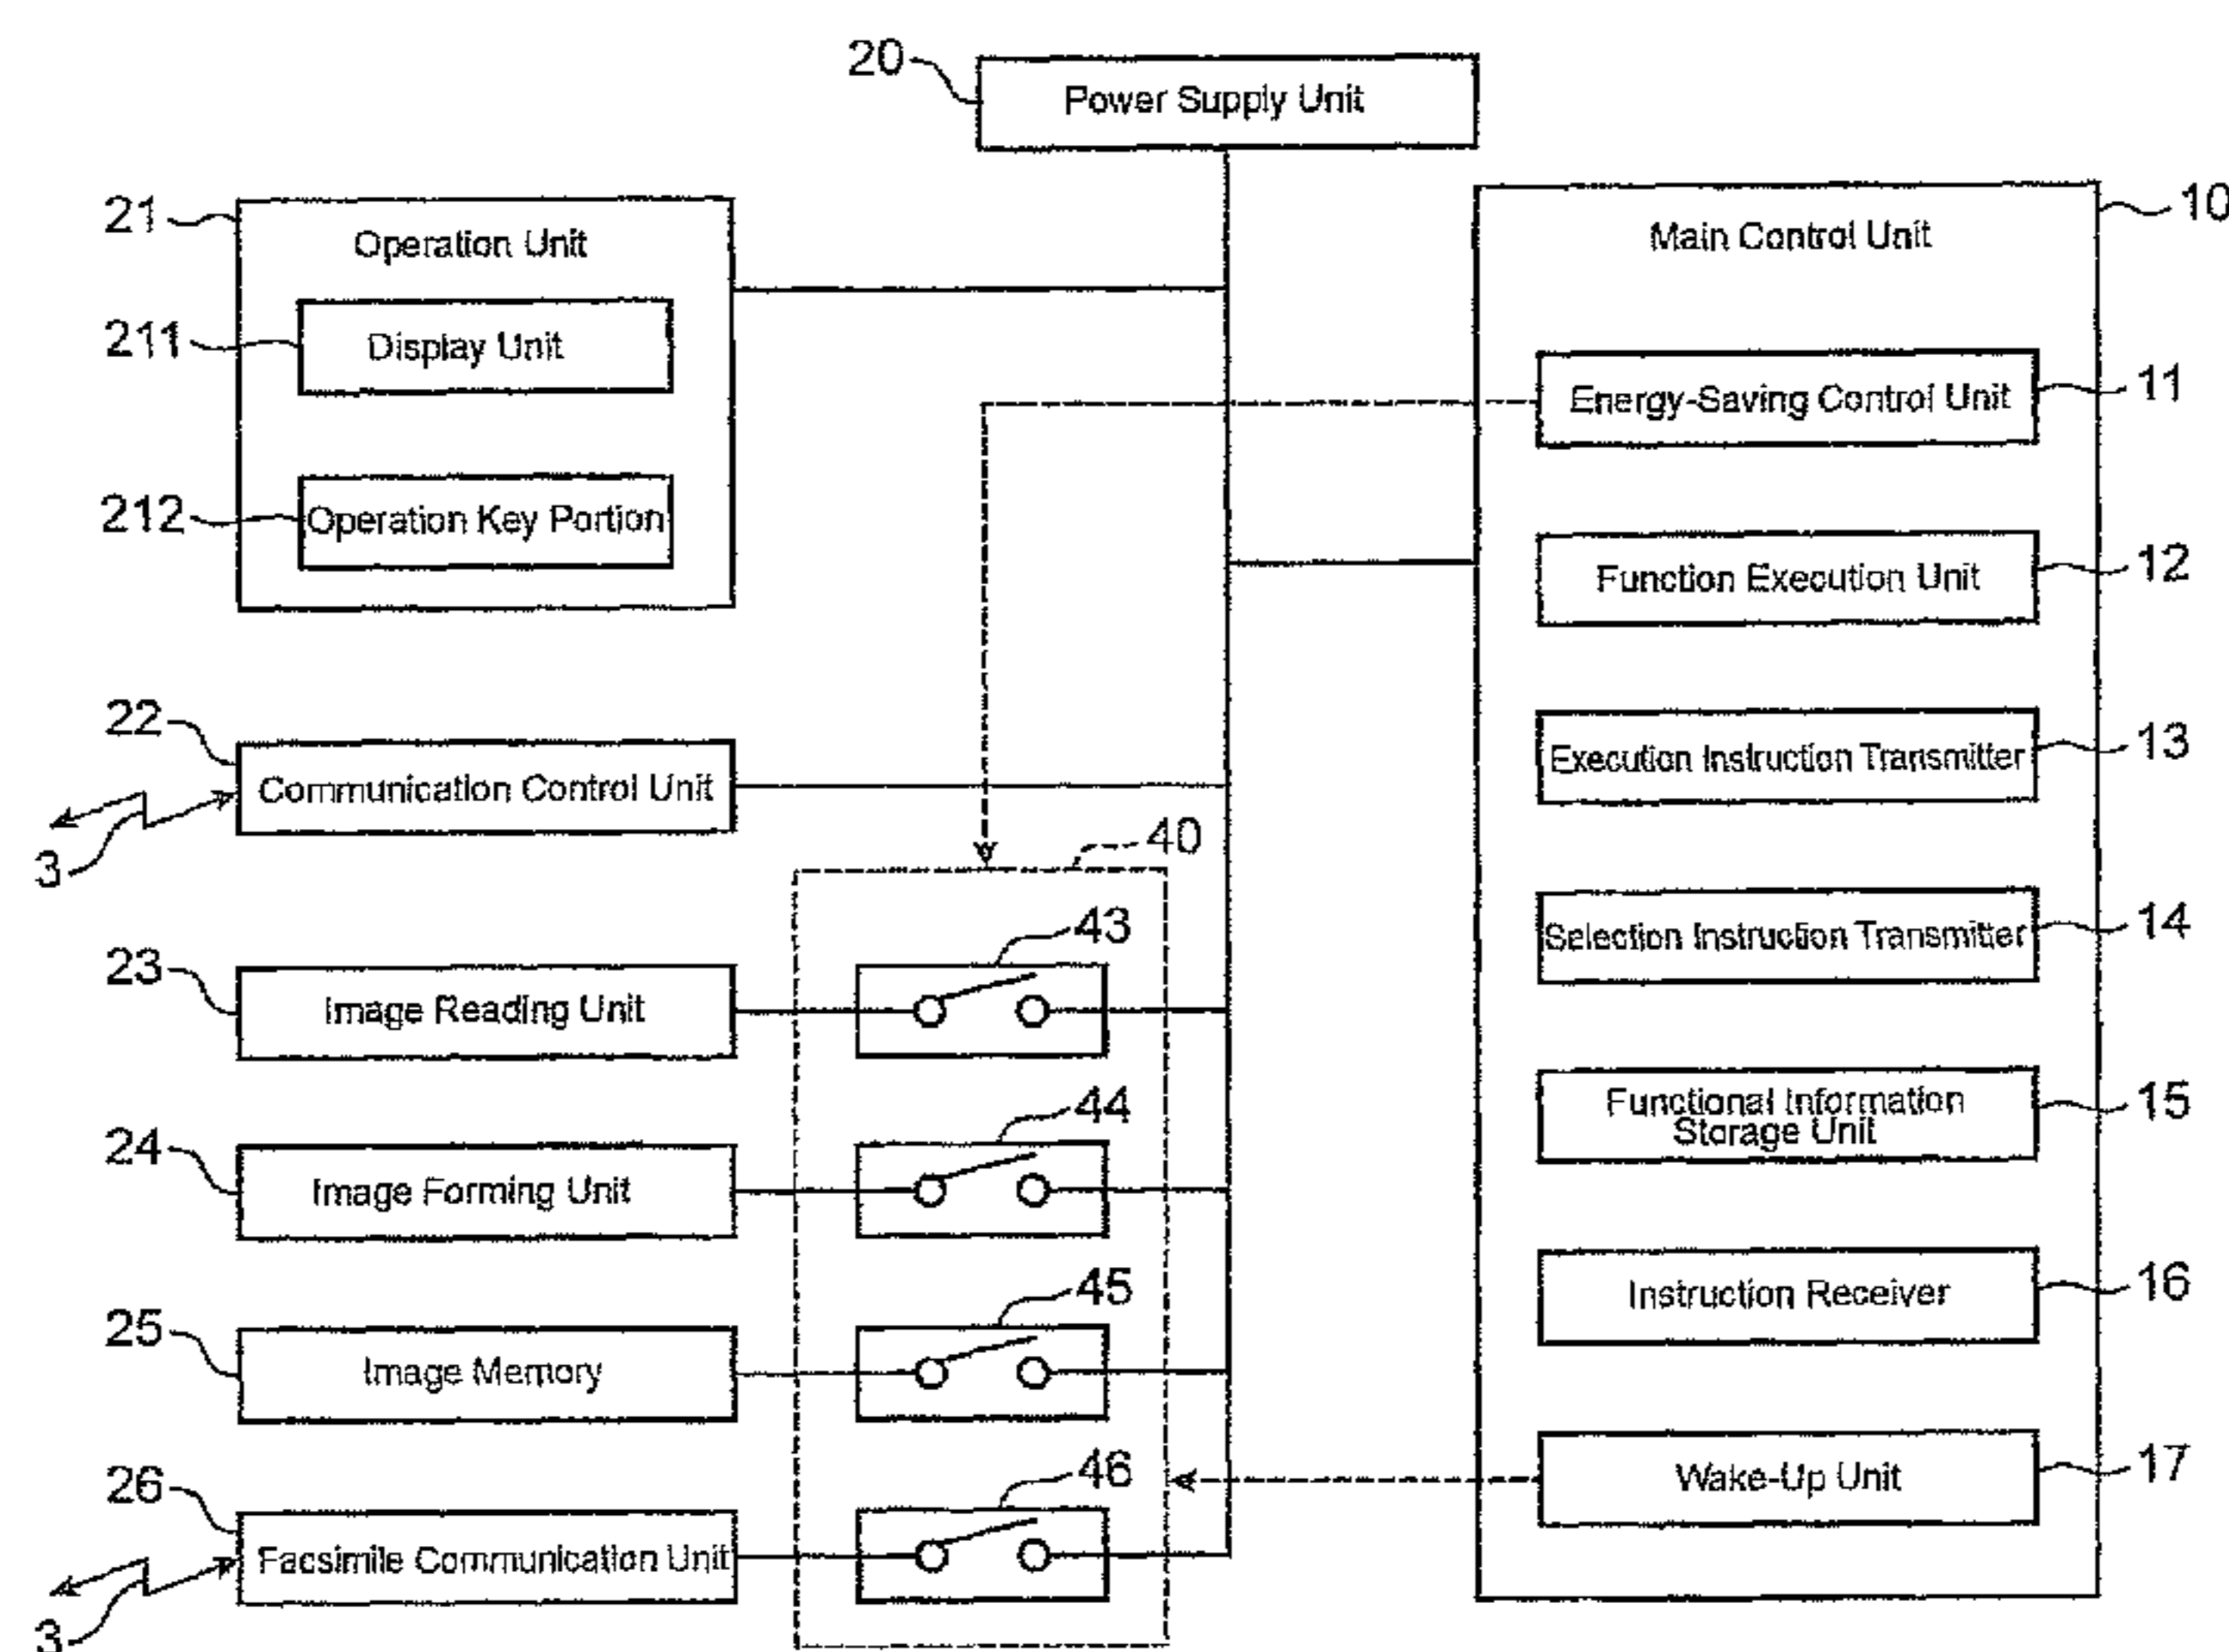 20
Power Supply Unit
21
Operation Unit
211
Display Unit
212
Operation Key Portion
22
Communication Control Unit
3
40
23
Image Reading Unit
43
24
Image Forming Unit
44
25
Image Memory
45
26
Facsimile Communication Unit
46
3
10
Main Control Unit
Energy-Saving Control Unit
11
Function Execution Unit
12
Execution Instruction Transmitter
13
Selection Instruction Transmitter
14
Functional Information
Storage Unit
15
Instruction Receiver
16
Wake-Up Unit
17